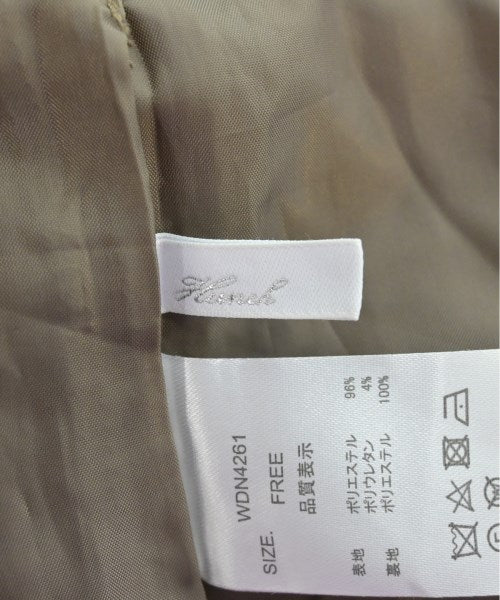 Hunch
WDN4261
SIZE. FREE
品質表示
表地 ポリエステル 96%
ポリウレタン 4%
裏地 ポリエステル 100%